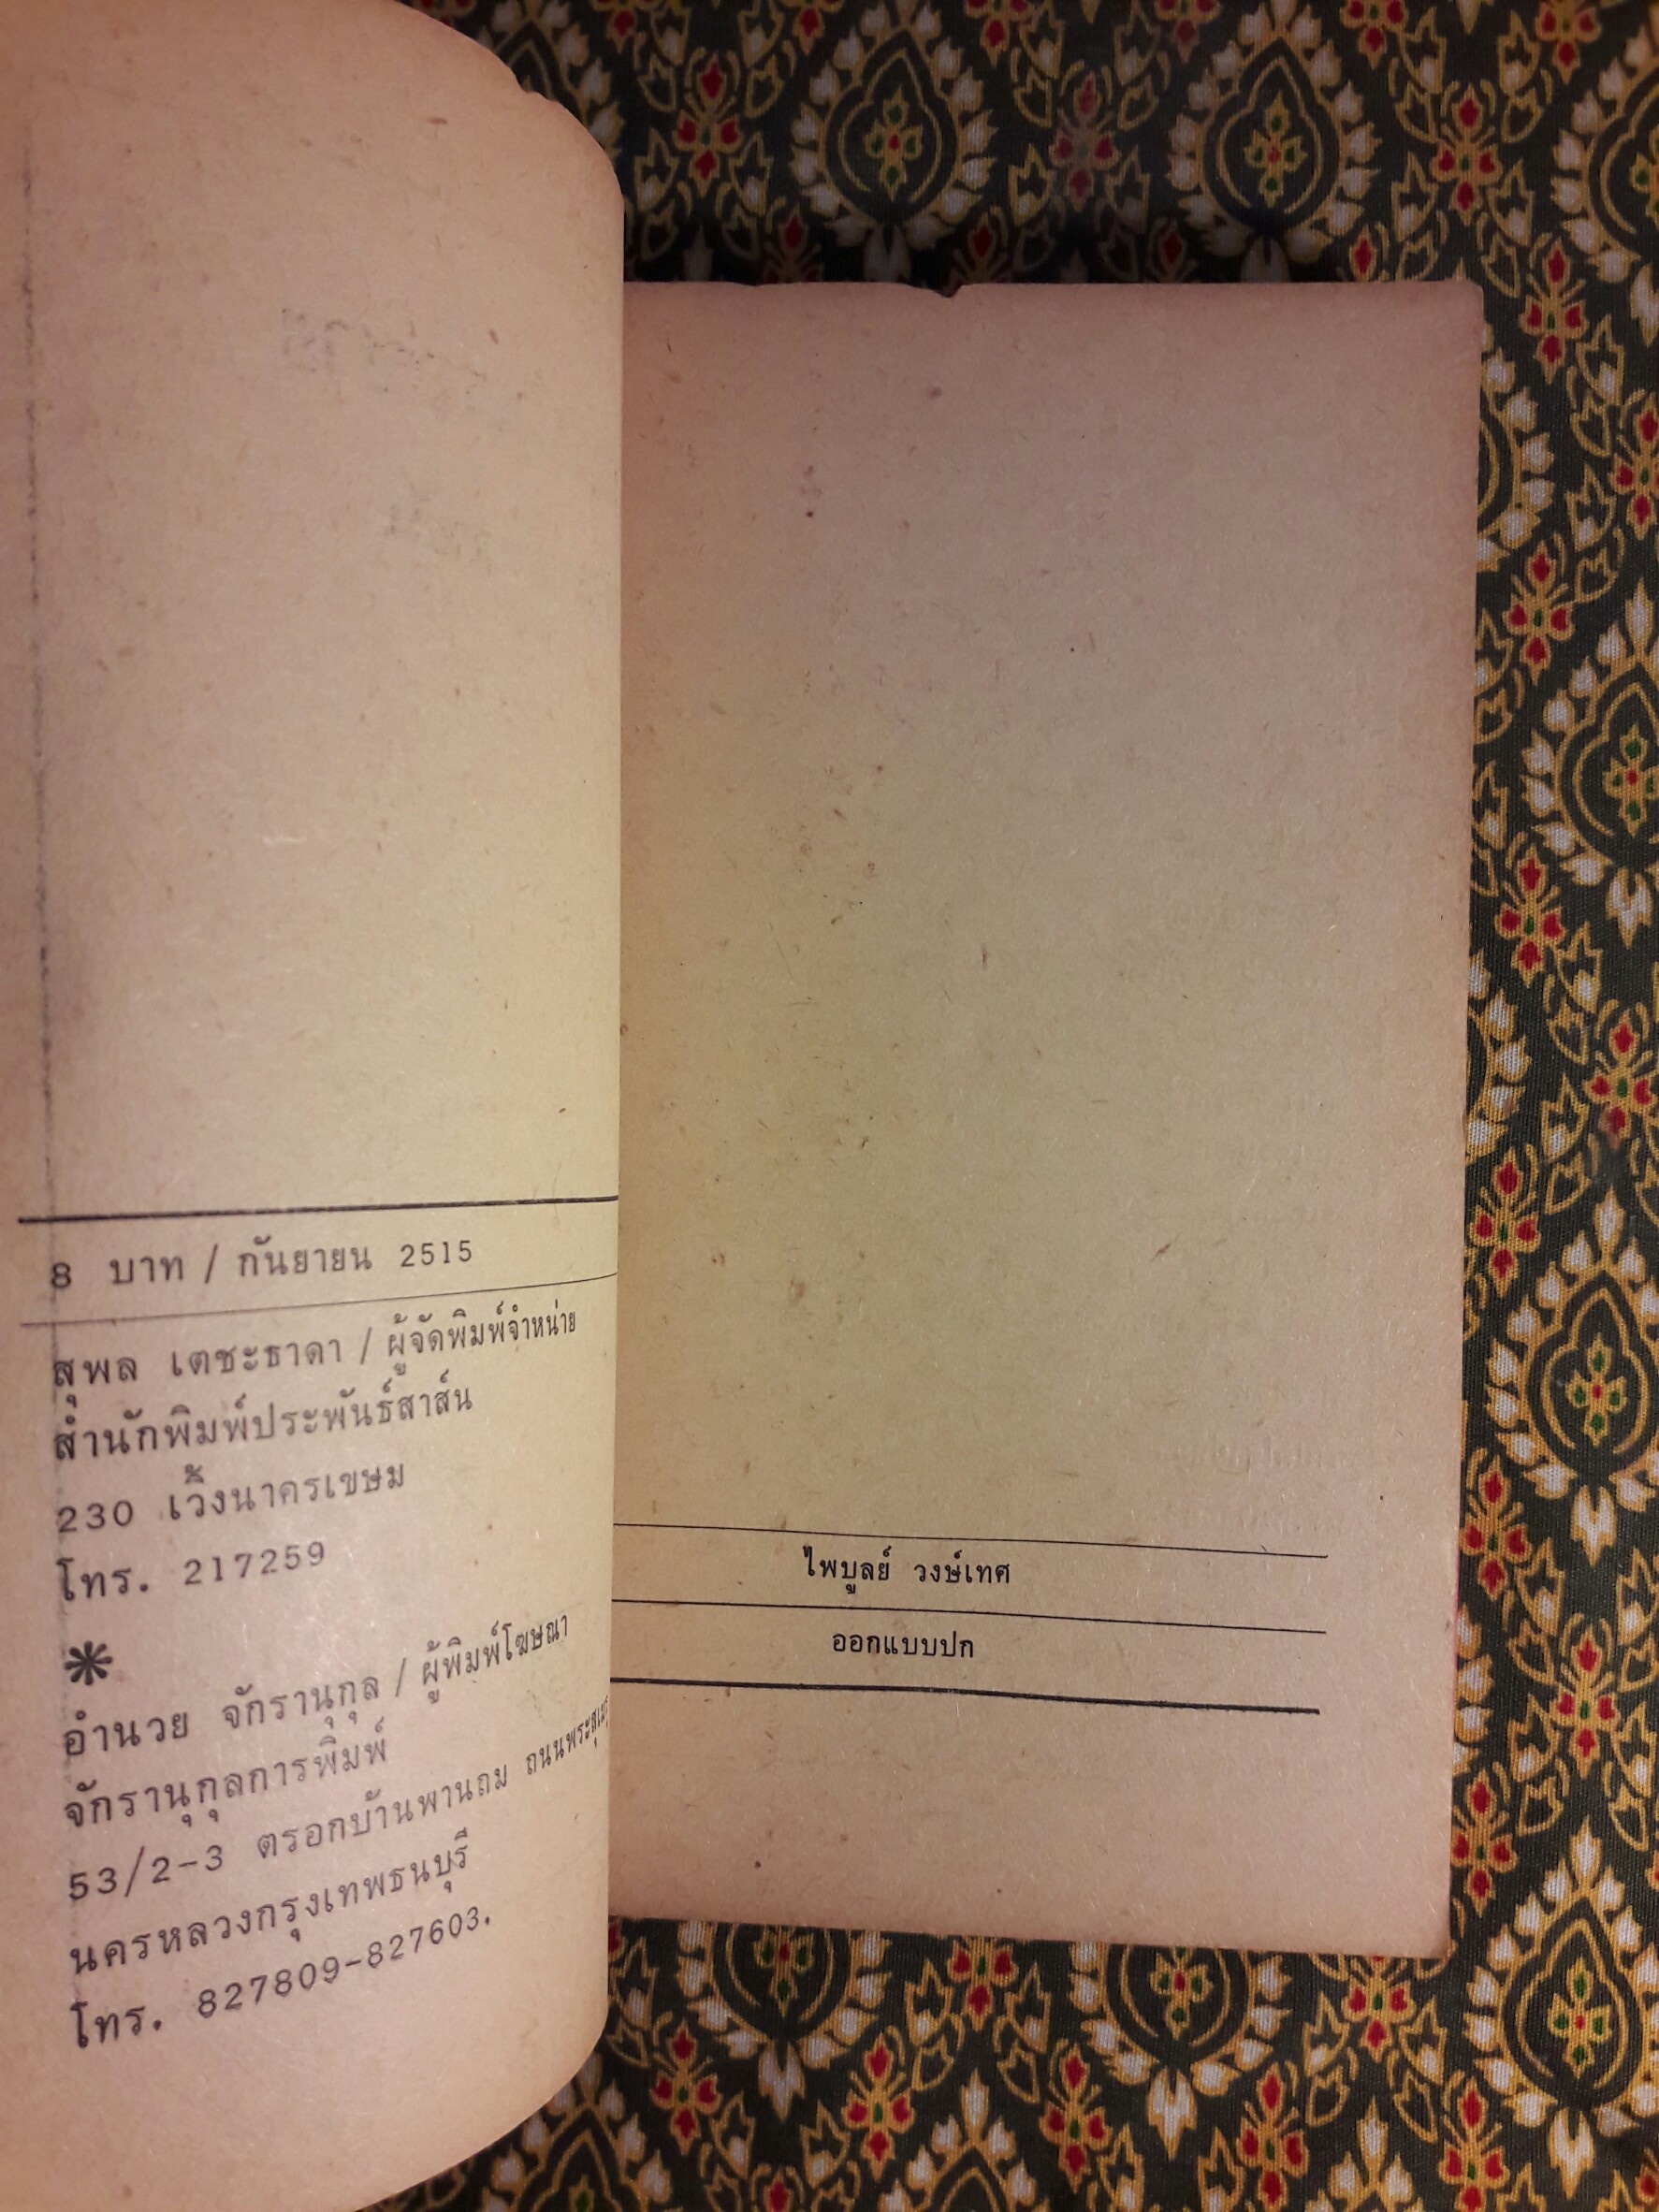 8 บาท / กันยายน 2515
สุพล เตชะธาดา / ผู้จัดพิมพ์จำหน่าย
สำนักพิมพ์ประพันธ์สาส์น
230 เวิ้งนาครเขษม
โทร. 217259
*
อำนวย จักรานุกุล / ผู้พิมพ์โฆษณา
จักรานุกุลการพิมพ์
53/2-3 ตรอกบ้านพานถม ถนนพระสุเมรุ
นครหลวงกรุงเทพธนบุรี
โทร. 827809-827603.
ไพบูลย์ วงษ์เทศ
ออกแบบปก